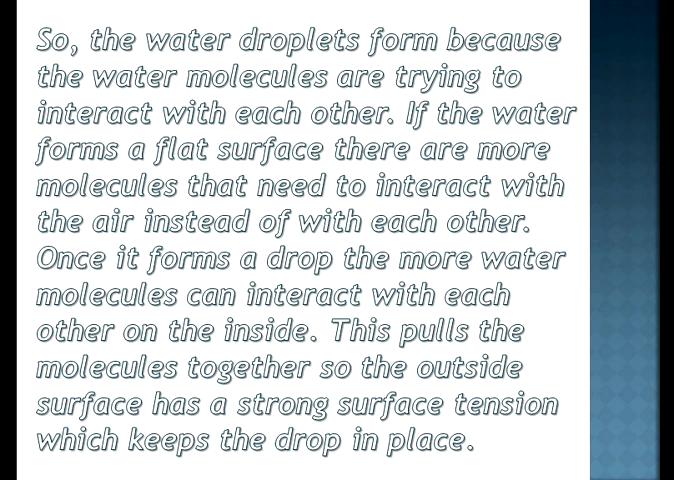 So, the water droplets form because
the water molecules are trying to
interact with each other. If the water
forms a flat surface there are more
molecules that need to interact with
the air instead of with each other.
Once it forms a drop the more water
molecules can interact with each
other on the inside. This pulls the
molecules together so the outside
surface has a strong surface tension
which keeps the drop in place.